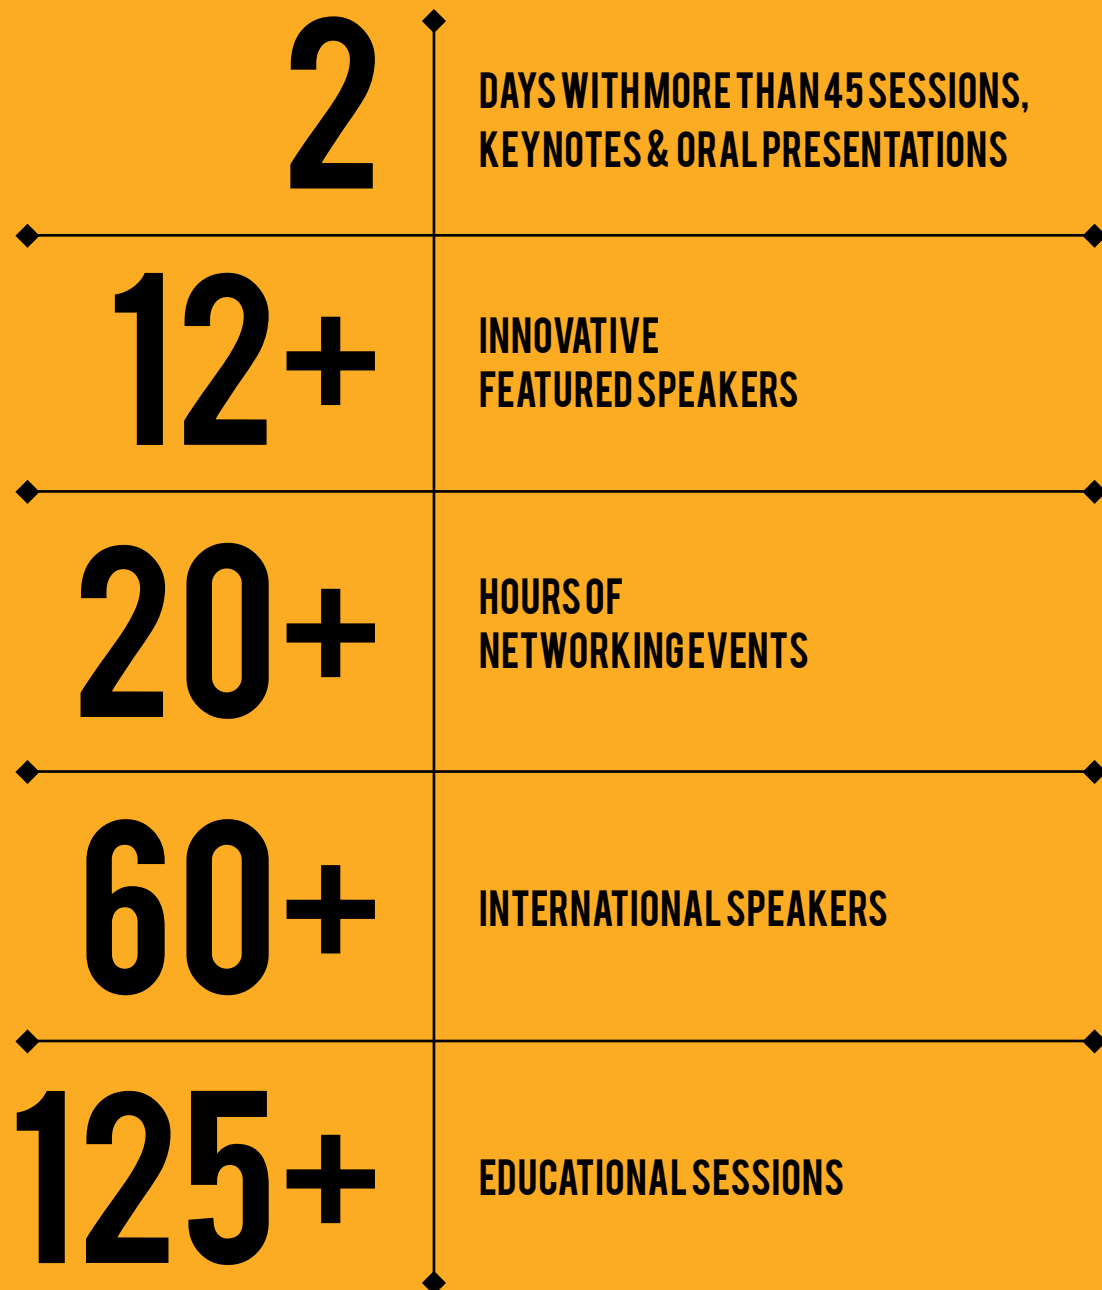 2
DAYS WITH MORE THAN 45 SESSIONS,
KEYNOTES & ORAL PRESENTATIONS
12+
INNOVATIVE
FEATURED SPEAKERS
20+
HOURS OF
NETWORKING EVENTS
60+
INTERNATIONAL SPEAKERS
125+
EDUCATIONAL SESSIONS